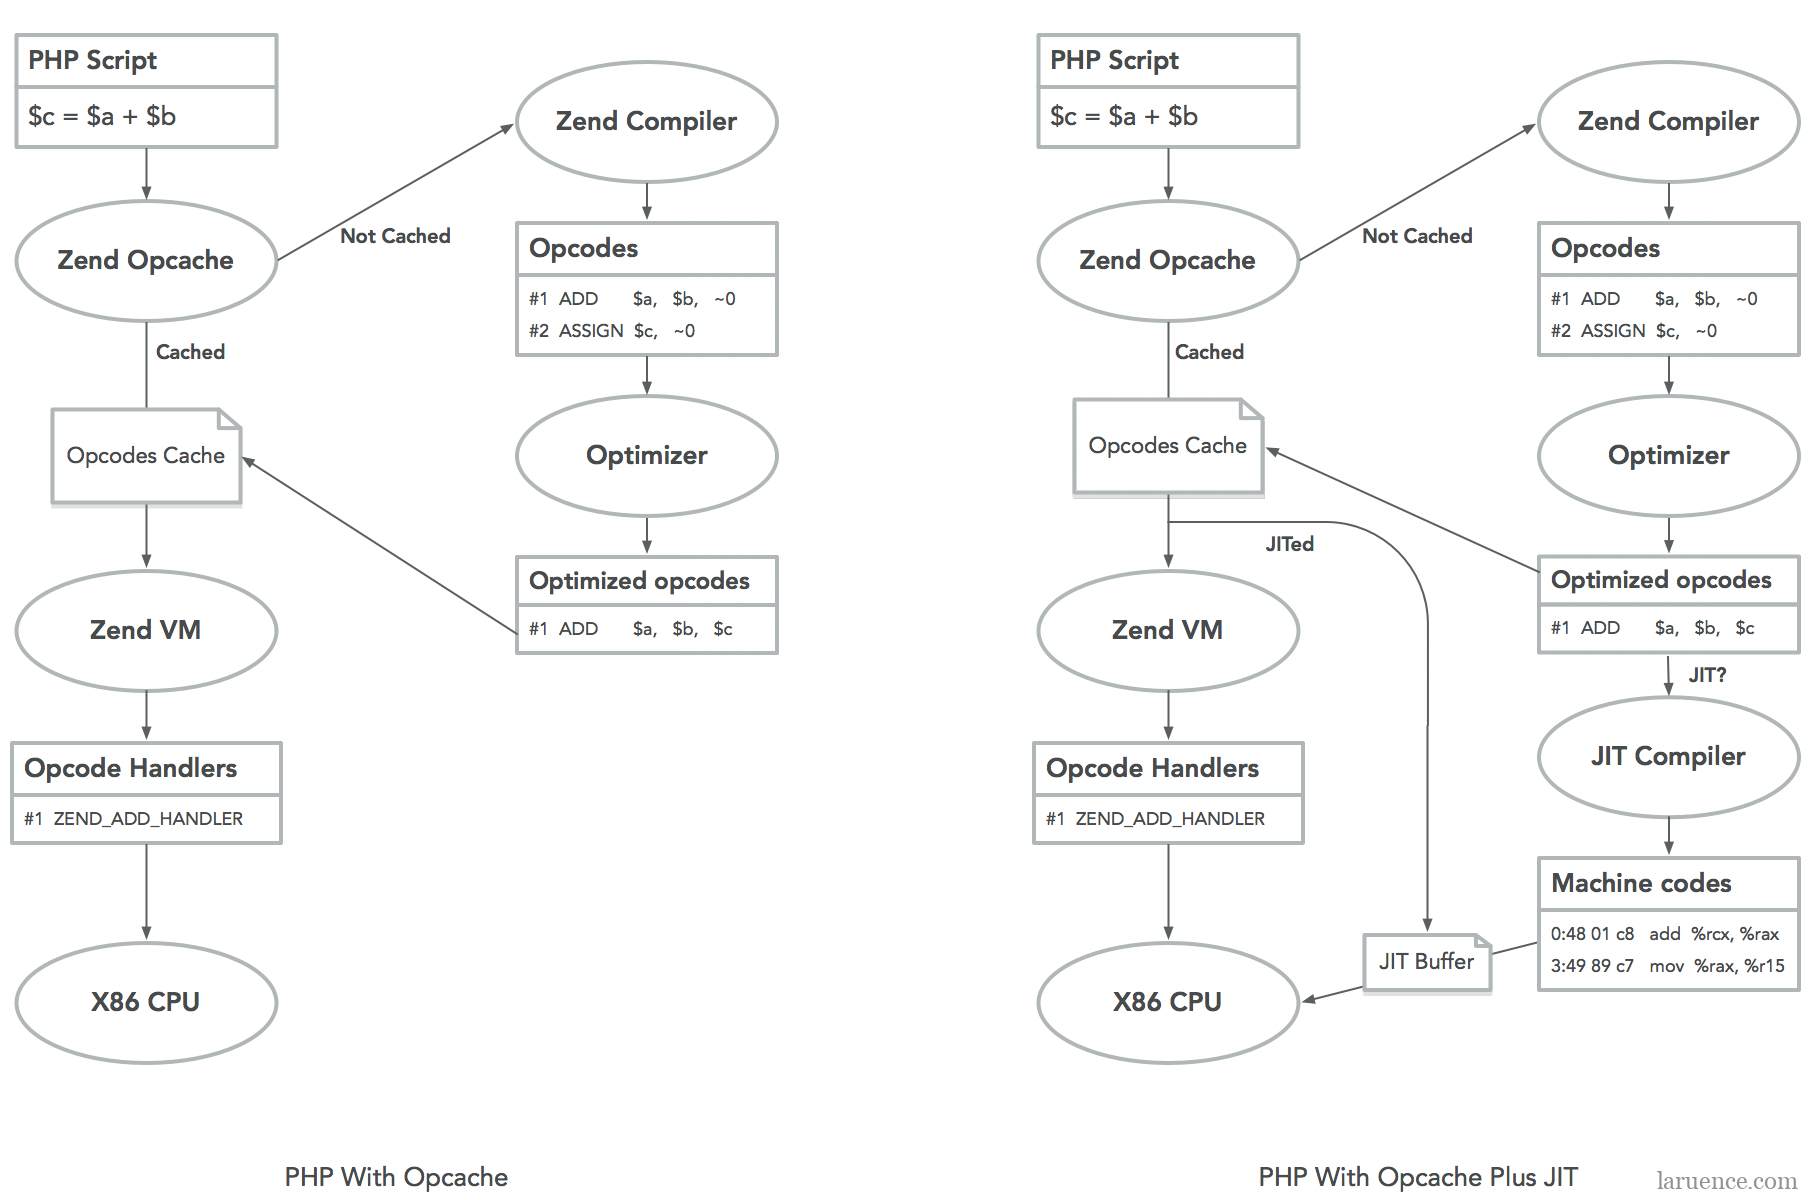 PHP Script
$c = $a + $b
Zend Opcache
Not Cached
Cached
Opcodes Cache
Zend VM
Opcode Handlers
#1 ZEND_ADD_HANDLER
X86 CPU
Zend Compiler
Opcodes
#1 ADD $a, $b, ~0
#2 ASSIGN $c, ~0
Optimizer
Optimized opcodes
#1 ADD $a, $b, $c
PHP With Opcache
PHP Script
$c = $a + $b
Zend Opcache
Not Cached
Cached
Opcodes Cache
JITed
Zend VM
Opcode Handlers
#1 ZEND_ADD_HANDLER
X86 CPU
Zend Compiler
Opcodes
#1 ADD $a, $b, ~0
#2 ASSIGN $c, ~0
Optimizer
Optimized opcodes
#1 ADD $a, $b, $c
JIT?
JIT Compiler
Machine codes
0:48 01 c8 add %rcx, %rax
3:49 89 c7 mov %rax, %r15
JIT Buffer
PHP With Opcache Plus JIT
laruence.com